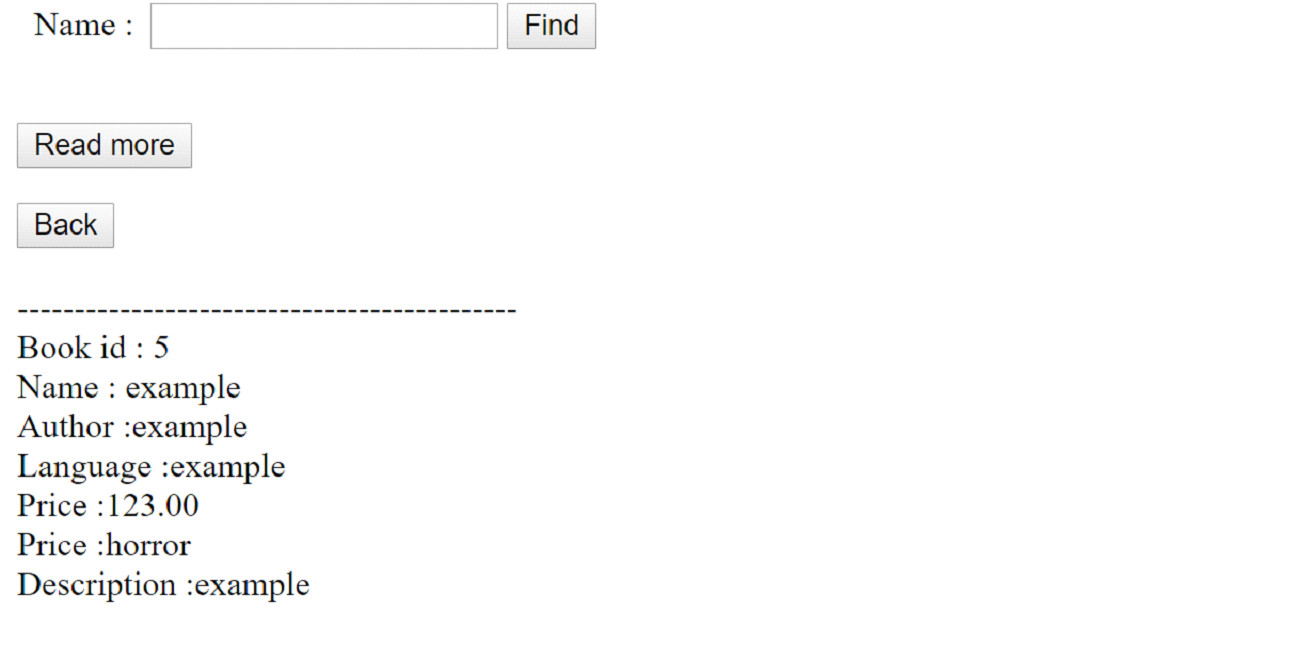 Name : Find
Read more
Back
--------------------------------------------
Book id : 5
Name : example
Author :example
Language :example
Price :123.00
Price :horror
Description :example